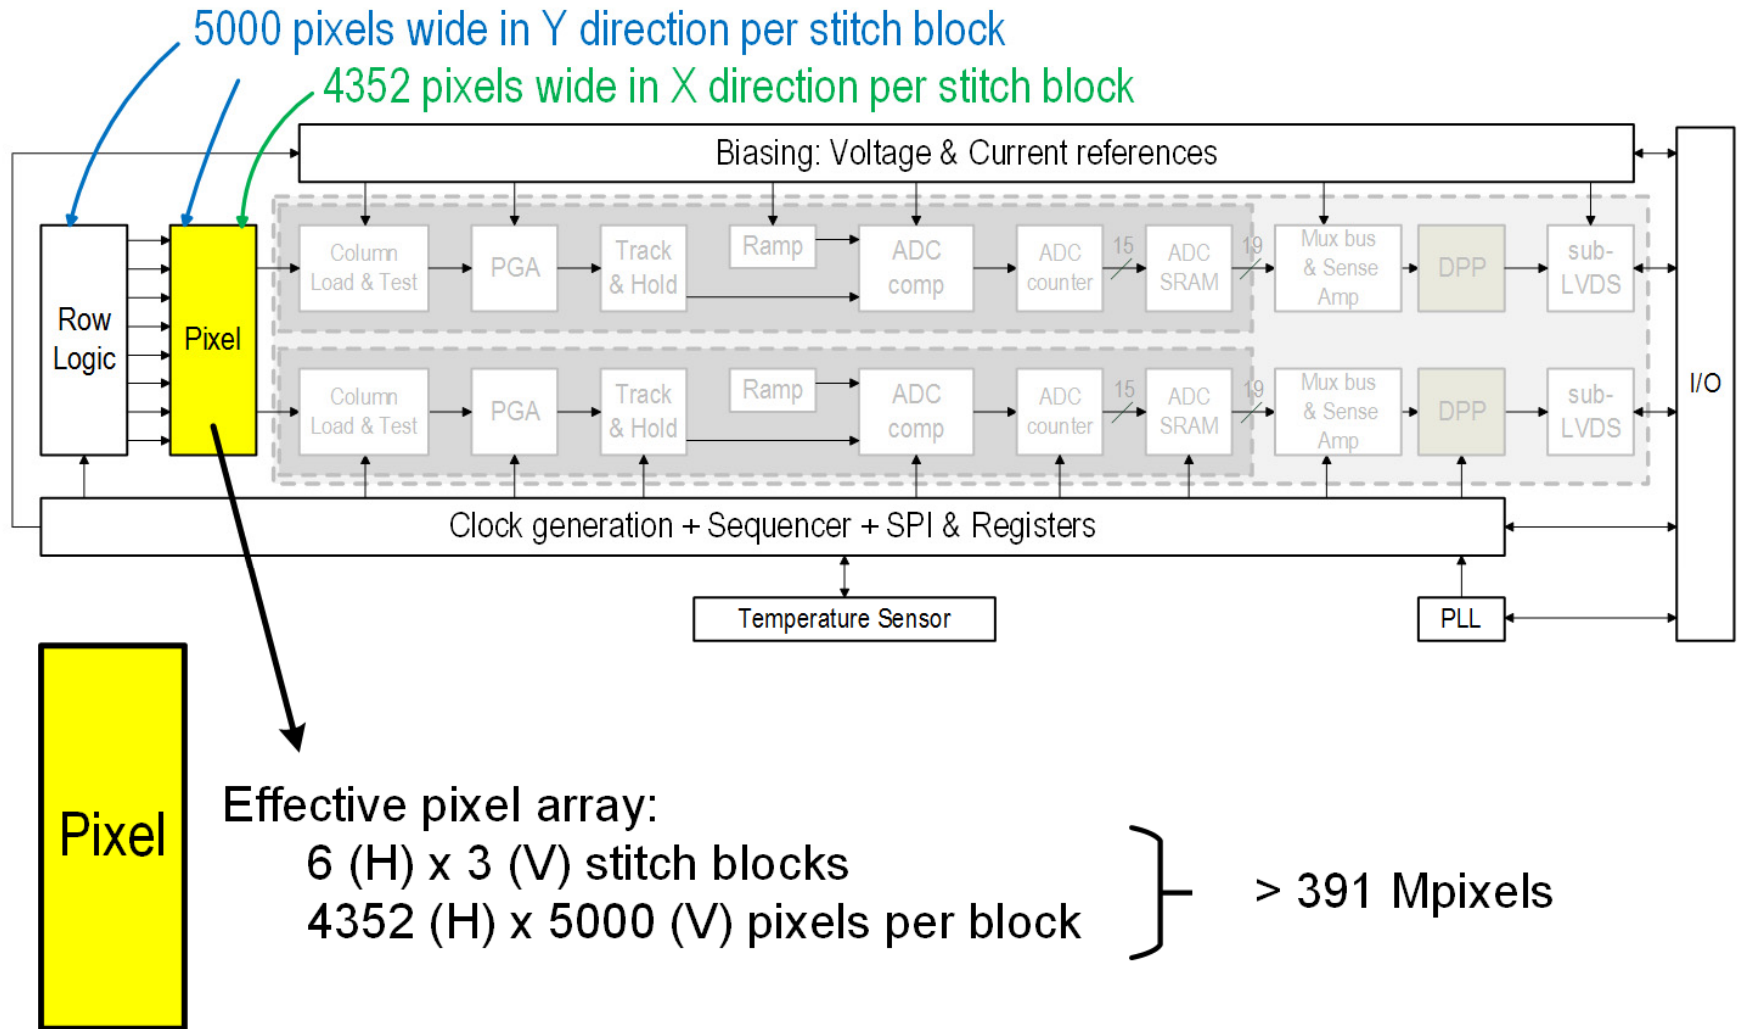 5000 pixels wide in Y direction per stitch block
4352 pixels wide in X direction per stitch block
Biasing: Voltage & Current references
Row
Logic
Pixel
Column
Load & Test
PGA
Track
& Hold
Ramp
ADC
comp
ADC
counter
15
ADC
SRAM
19
Mux bus
& Sense
Amp
DPP
sub-
LVDS
Column
Load & Test
PGA
Track
& Hold
Ramp
ADC
comp
ADC
counter
15
ADC
SRAM
19
Mux bus
& Sense
Amp
DPP
sub-
LVDS
I/O
Clock generation + Sequencer + SPI & Registers
Temperature Sensor
PLL
Pixel
Effective pixel array:
6 (H) x 3 (V) stitch blocks
4352 (H) x 5000 (V) pixels per block
> 391 Mpixels